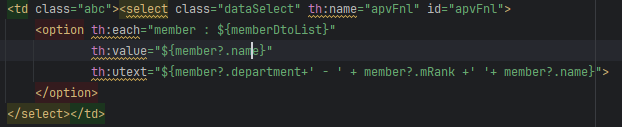 <td class="abc"><select class="dataSelect" th:name="apvFnl" id="apvFnl">
<option th:each="member : ${memberDtoList}"
th:value="${member?.name}"
th:utext="${member?.department+' - ' + member?.mRank +' '+ member?.name}">
</option>
</select></td>